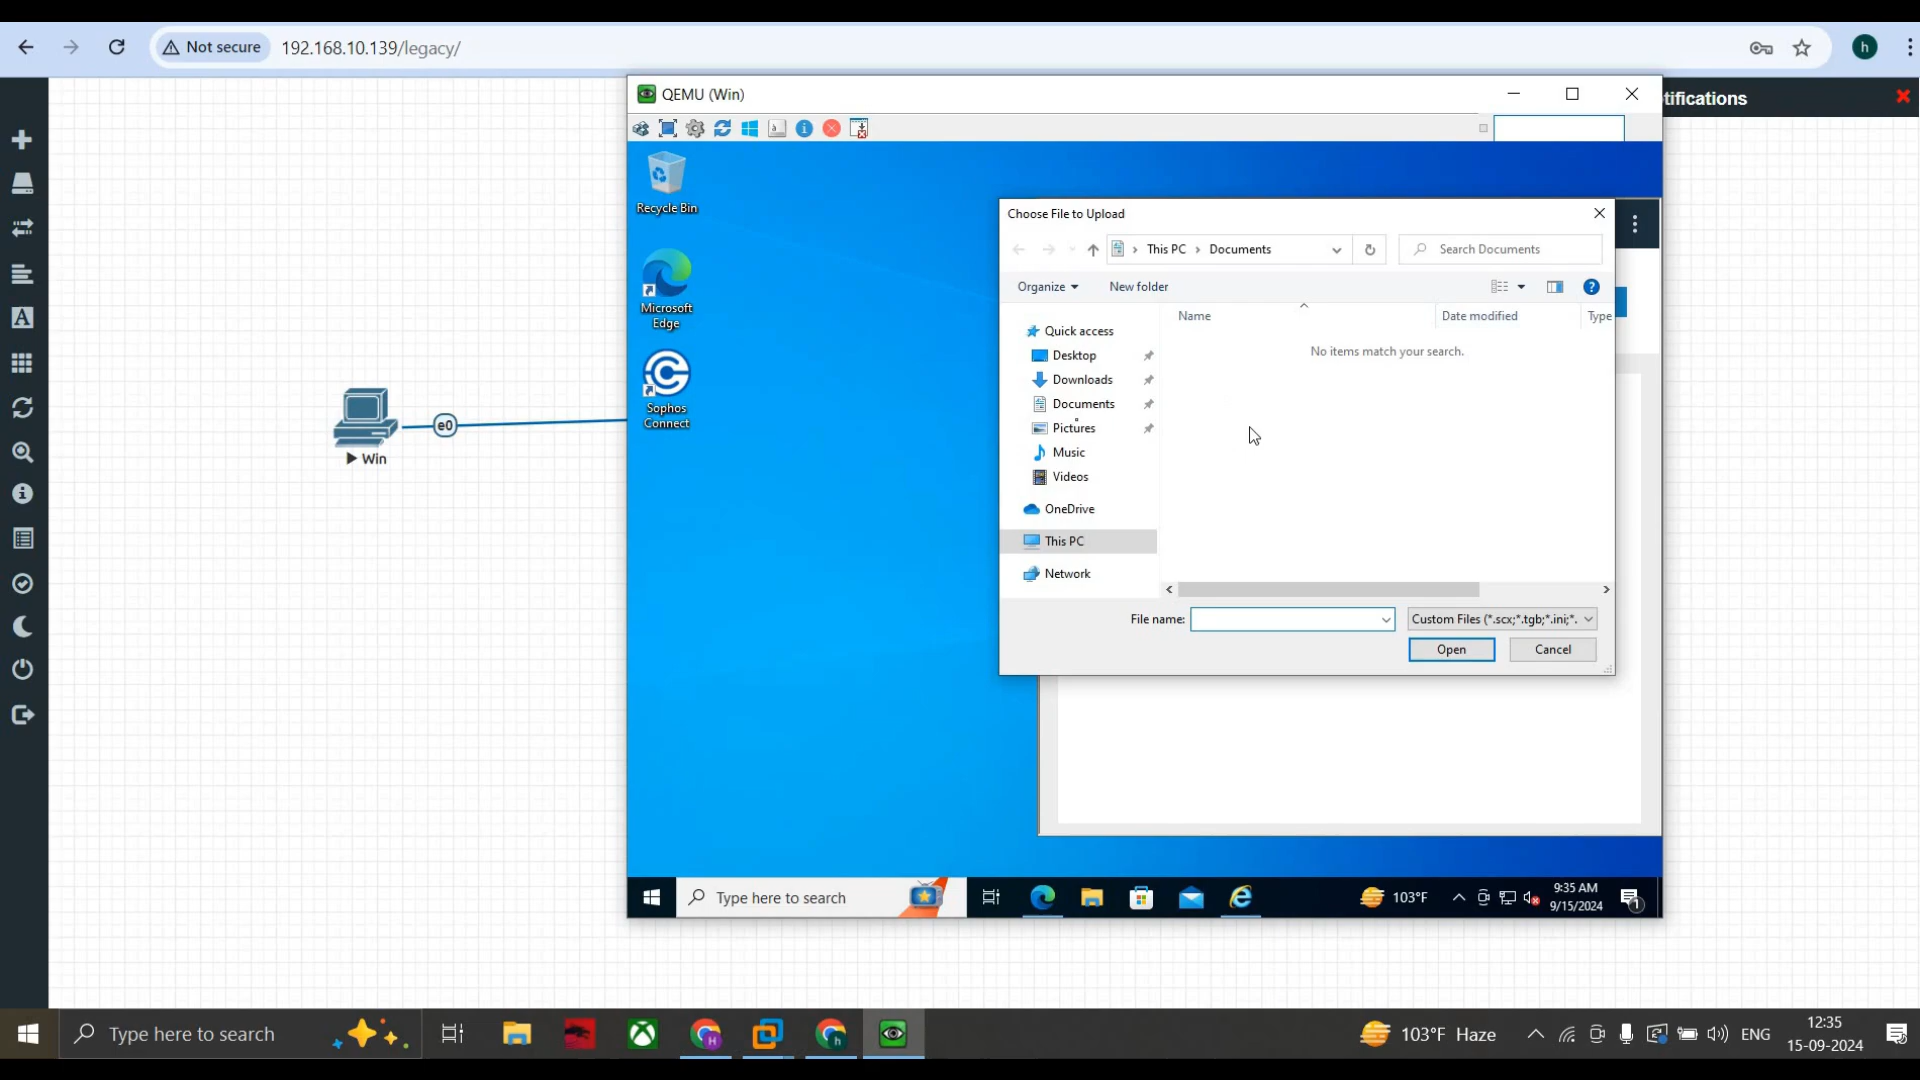 Not secure
192.168.10.139/legacy/
h
QEMU (Win)
tifications
Recycle Bin
Microsoft
Edge
Sophos
Connect
Choose File to Upload
This PC
Documents
Search Documents
Organize
New folder
Name
Date modified
Type
No items match your search.
Quick access
Desktop
Downloads
Documents
Pictures
Music
Videos
OneDrive
This PC
Network
File name:
Custom Files (*.scx;*.tgb;*.ini;*.
Open
Cancel
e0
Win
Type here to search
103°F
9:35 AM
9/15/2024
1
Type here to search
103°F Haze
ENG
12:35
15-09-2024